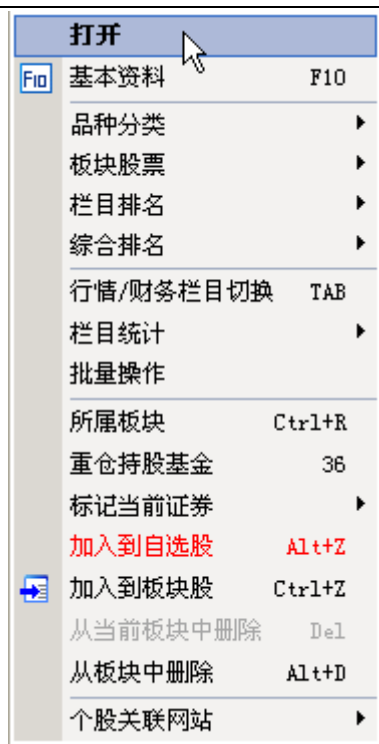 打开
F10 基本资料 F10
品种分类
板块股票
栏目排名
综合排名
行情/财务栏目切换 TAB
栏目统计
批量操作
所属板块 Ctrl+R
重仓持股基金 36
标记当前证券
加入到自选股 Alt+Z
加入到板块股 Ctrl+Z
从当前板块中删除 Del
从板块中删除 Alt+D
个股关联网站